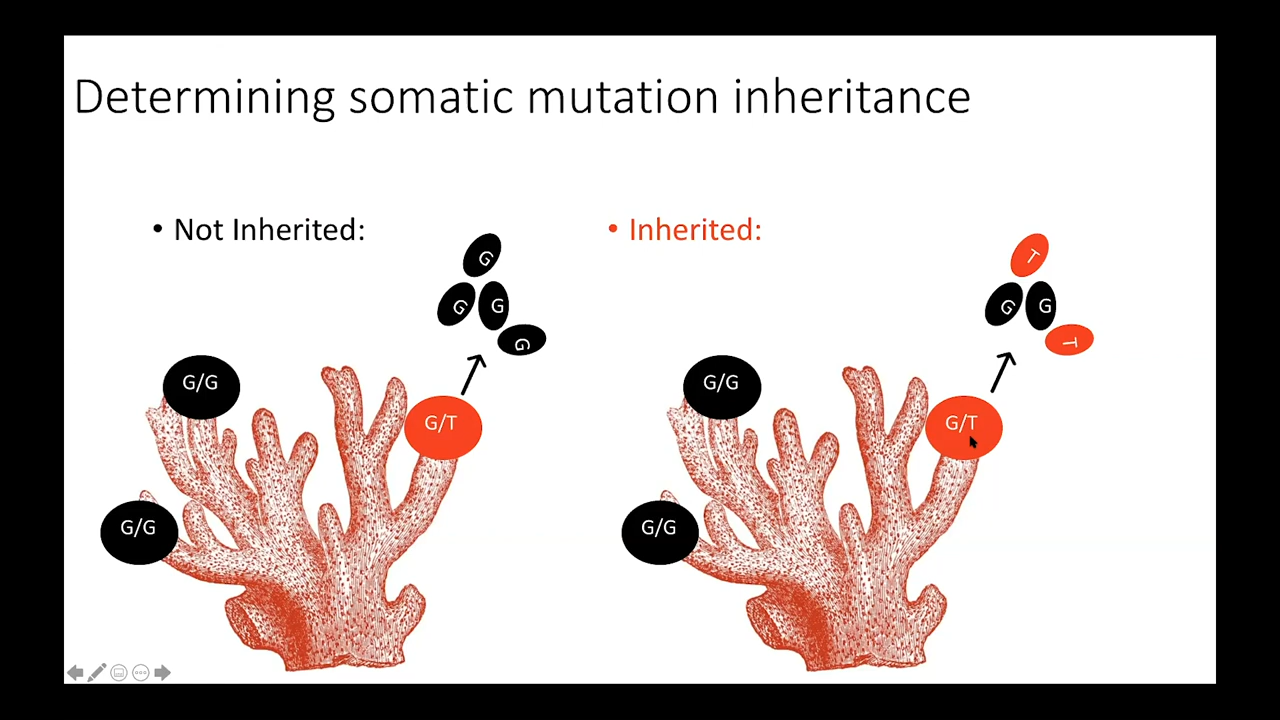 Determining somatic mutation inheritance
• Not Inherited:
G
G
G
G
G/G
G/T
G/G
• Inherited:
T
G
G
T
G/G
G/T
G/G